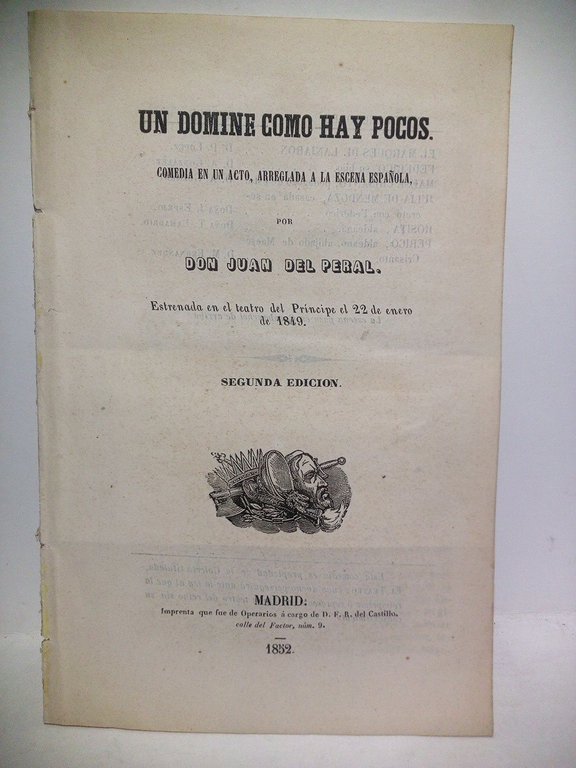 UN DOMINE COMO HAY POCOS.
COMEDIA EN UN ACTO, ARREGLADA A LA ESCENA ESPAÑOLA,
POR
DON JUAN DEL PERAL.
Estrenada en el teatro del Príncipe el 22 de enero
de 1849.
SEGUNDA EDICION.
MADRID:
Imprenta que fue de Operarios á cargo de D. F. R. del Castillo.
calle del Factor, núm. 9.
1852.